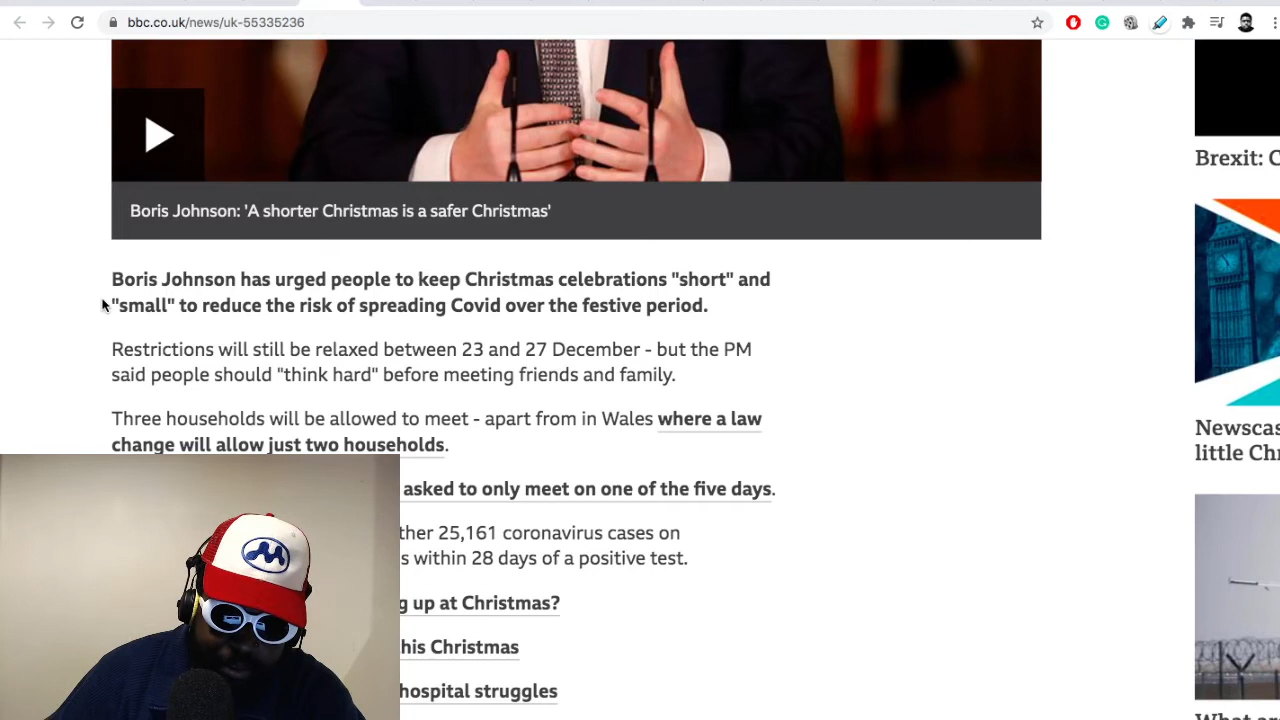 bbc.co.uk/news/uk-55335236
Boris Johnson: 'A shorter Christmas is a safer Christmas'
Brexit: C
Boris Johnson has urged people to keep Christmas celebrations "short" and
"small" to reduce the risk of spreading Covid over the festive period.
Restrictions will still be relaxed between 23 and 27 December - but the PM
said people should "think hard" before meeting friends and family.
Three households will be allowed to meet - apart from in Wales where a law
change will allow just two households.
Newscas
little Chr
asked to only meet on one of the five days.
ther 25,161 coronavirus cases on
s within 28 days of a positive test.
g up at Christmas?
his Christmas
hospital struggles